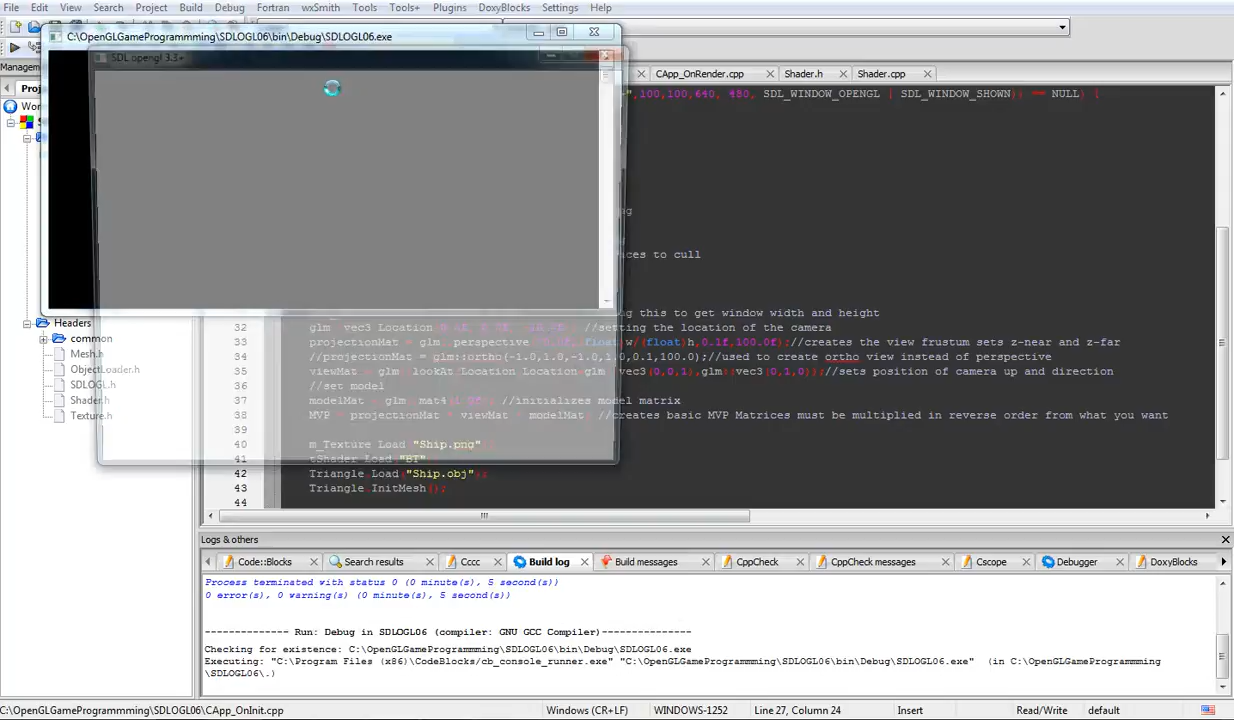 File Edit View Search Project Build Debug Fortran wxSmith Tools Tools+ Plugins DoxyBlocks Settings Help
C:\OpenGLGameProgrammming\SDLOGL06\bin\Debug\SDLOGL06.exe
SDL opengl 3.3+
Management
CApp_OnRender.cpp Shader.h Shader.cpp
",100,100,640, 480, SDL_WINDOW_OPENGL | SDL_WINDOW_SHOWN)) == NULL) {
ices to cull
Headers
common
Mesh.h
ObjectLoader.h
SDLOGL.h
Shader.h
Texture.h
ing this to get window width and height
32 glm vec3 Location //setting the location of the camera
33 projectionMat = glm perspective float w/(float)h,0.1f,100.0f);//creates the view frustum sets z-near and z-far
34 //projectionMat = glm::ortho(-1.0,1.0,-1.0,1.0,0.1,100.0);//used to create ortho view instead of perspective
35 viewMat = glm lookAt Location Location+glm vec3(0,0,1),glm::vec3(0,1,0));//sets position of camera up and direction
36 //set model
37 modelMat = glm mat4 //initializes model matrix
38 MVP = projectionMat * viewMat * modelMat //creates basic MVP Matrices must be multiplied in reverse order from what you want
39
40 m_Texture Load "Ship.png"
41 tShader Load "BT"
42 Triangle Load "Ship.obj";
43 Triangle InitMesh();
44
Logs & others
Code::Blocks Search results Cccc Build log Build messages CppCheck CppCheck messages Cscope Debugger DoxyBlocks
Process terminated with status 0 (0 minute(s), 5 second(s))
0 error(s), 0 warning(s) (0 minute(s), 5 second(s))
-------------- Run: Debug in SDLOGL06 (compiler: GNU GCC Compiler)---------------
Checking for existence: C:\OpenGLGameProgrammming\SDLOGL06\bin\Debug\SDLOGL06.exe
Executing: "C:\Program Files (x86)\CodeBlocks/cb_console_runner.exe" "C:\OpenGLGameProgrammming\SDLOGL06\bin\Debug\SDLOGL06.exe" (in C:\OpenGLGameProgrammming
\SDLOGL06\.)
C:\OpenGLGameProgrammming\SDLOGL06\CApp_OnInit.cpp Windows (CR+LF) WINDOWS-1252 Line 27, Column 24 Insert Read/Write default